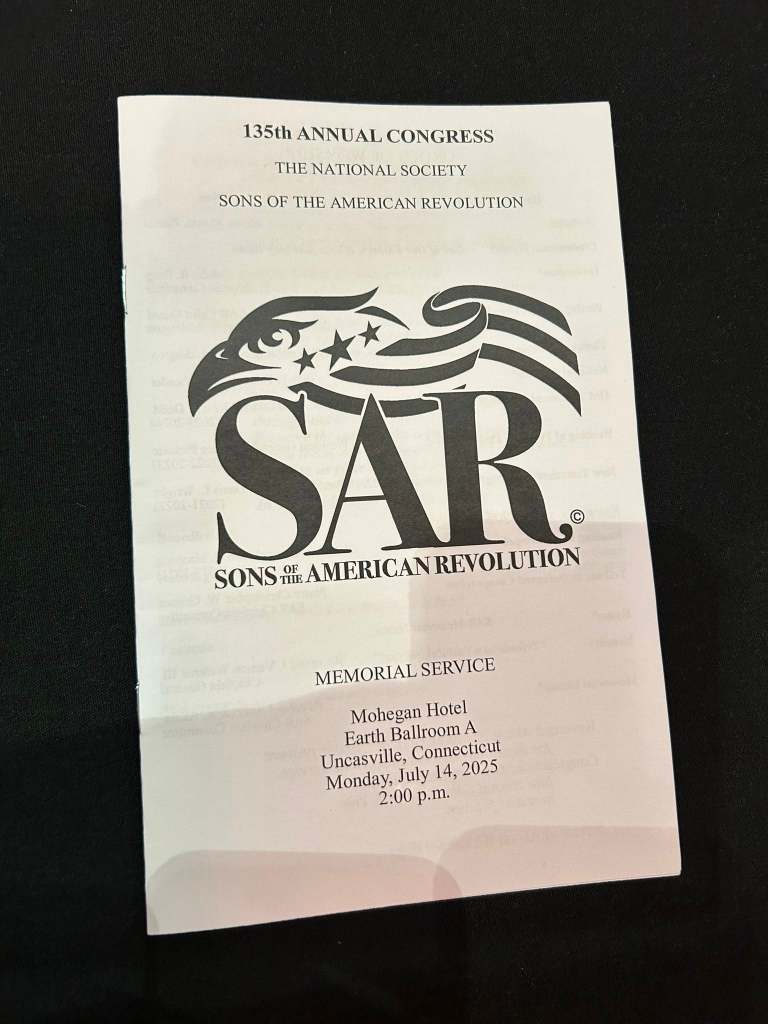 135th ANNUAL CONGRESS
THE NATIONAL SOCIETY
SONS OF THE AMERICAN REVOLUTION
SAR©
SONS OF THE AMERICAN REVOLUTION
MEMORIAL SERVICE
Mohegan Hotel
Earth Ballroom A
Uncasville, Connecticut
Monday, July 14, 2025
2:00 p.m.